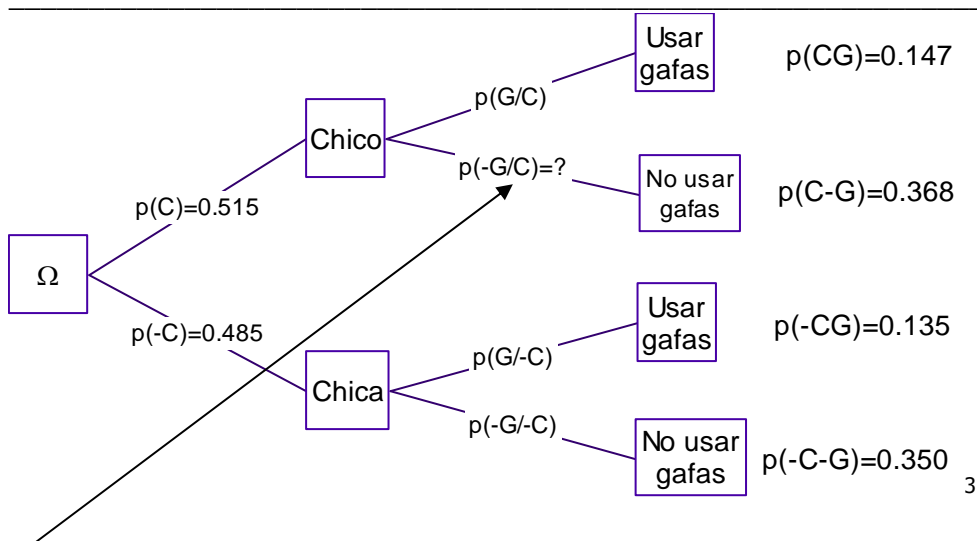 Usar
gafas
p(CG)=0.147
p(G/C)
Chico
p(-G/C)=?
No usar
gafas
p(C-G)=0.368
p(C)=0.515
Ω
p(-C)=0.485
Usar
gafas
p(-CG)=0.135
p(G/-C)
Chica
p(-G/-C)
No usar
gafas
p(-C-G)=0.350
3